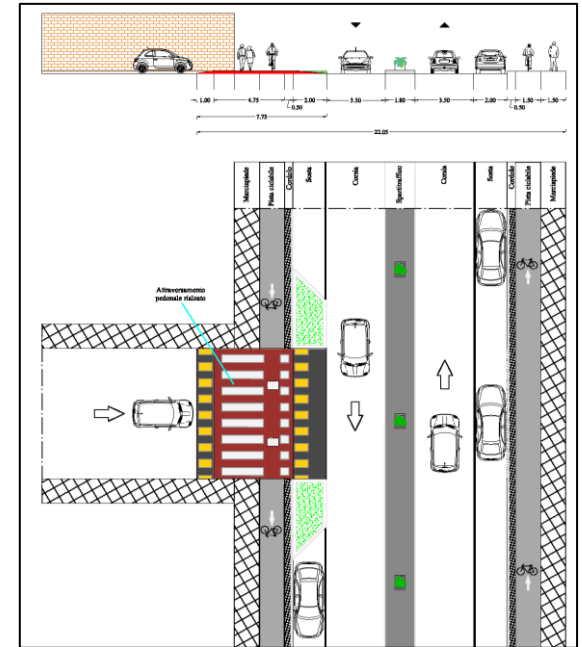 1.00
4.75
0.50
2.00
3.50
1.80
3.50
2.00
0.50
1.50
1.50
7.75
22.05
Marciapiede
Pista ciclabile
Cordolo
Sosta
Corsia
Spartitraffico
Corsia
Sosta
Cordolo
Pista ciclabile
Marciapiede
Attraversamento
pedonale rialzato